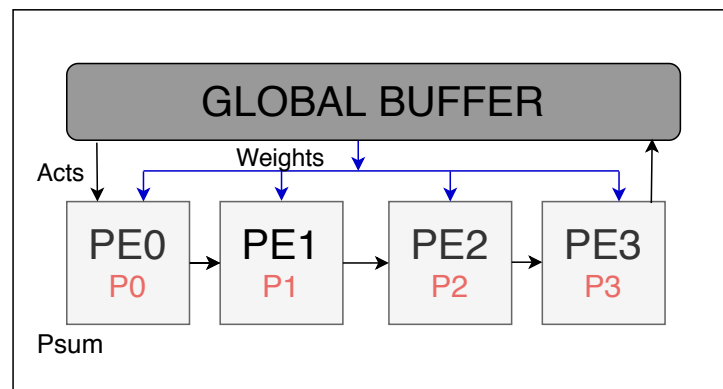 GLOBAL BUFFER
Weights
Acts
PE0 PE1 PE2 PE3
P0 P1 P2 P3
Psum